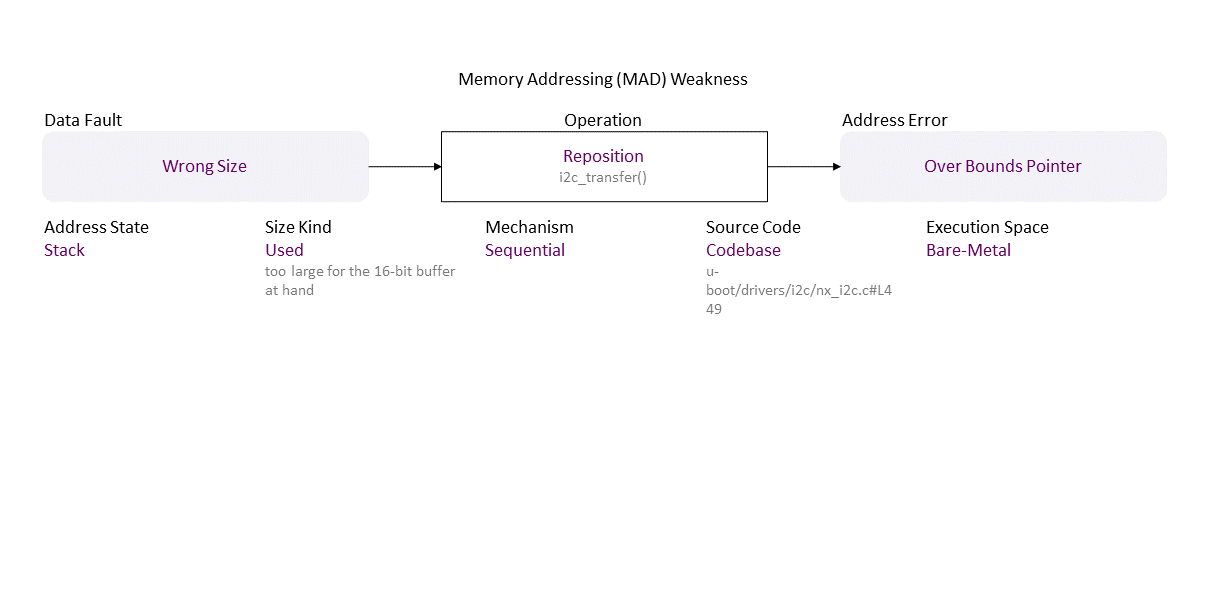 Memory Addressing (MAD) Weakness
Data Fault
Operation
Address Error
Wrong Size
Reposition
i2c_transfer()
Over Bounds Pointer
Address State
Stack
Size Kind
Used
too large for the 16-bit buffer
at hand
Mechanism
Sequential
Source Code
Codebase
u-
boot/drivers/i2c/nx_i2c.c#L4
49
Execution Space
Bare-Metal